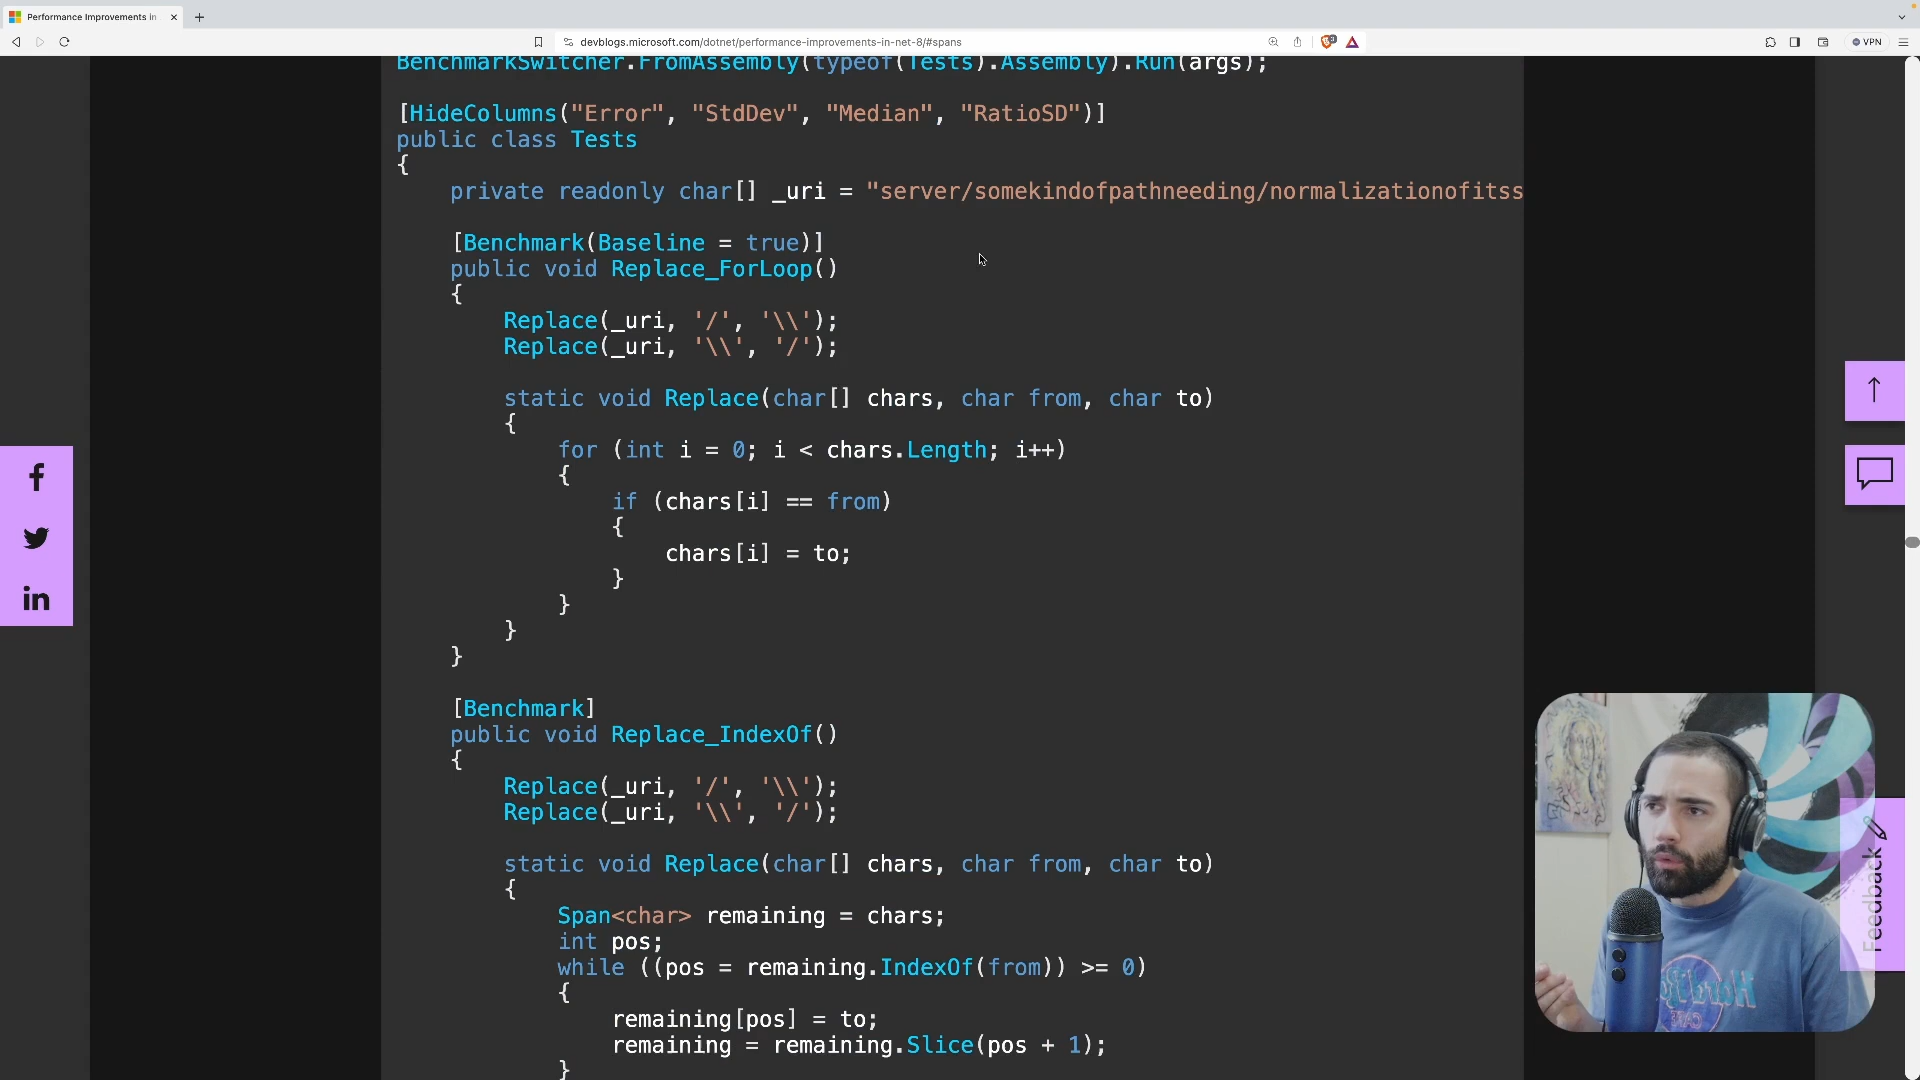 Performance Improvements in
devblogs.microsoft.com/dotnet/performance-improvements-in-net-8/#spans
VPN
BenchmarkSwitcher.FromAssembly(typeof(Tests).Assembly).Run(args);
[HideColumns("Error", "StdDev", "Median", "RatioSD")]
public class Tests
{
private readonly char[] _uri = "server/somekindofpathneeding/normalizationofitss
[Benchmark(Baseline = true)]
public void Replace_ForLoop()
{
Replace(_uri, '/', '\\');
Replace(_uri, '\\', '/');
static void Replace(char[] chars, char from, char to)
{
for (int i = 0; i < chars.Length; i++)
{
if (chars[i] == from)
{
chars[i] = to;
}
}
}
}
[Benchmark]
public void Replace_IndexOf()
{
Replace(_uri, '/', '\\');
Replace(_uri, '\\', '/');
static void Replace(char[] chars, char from, char to)
{
Span<char> remaining = chars;
int pos;
while ((pos = remaining.IndexOf(from)) >= 0)
{
remaining[pos] = to;
remaining = remaining.Slice(pos + 1);
}
Feedback